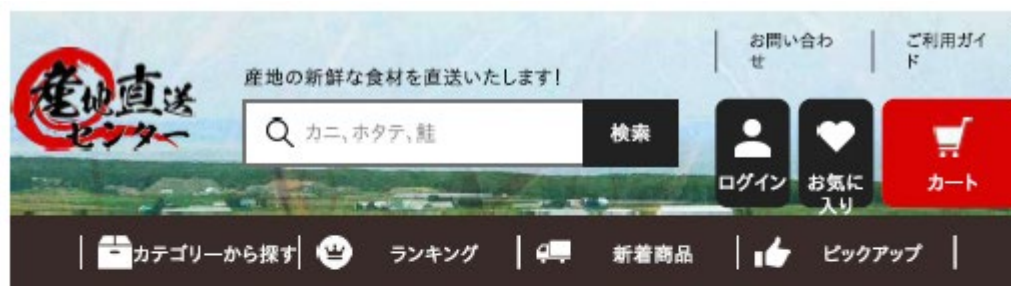 お問い合わ
せ
ご利用ガイ
ド
産地直送
センター
産地の新鮮な食材を直送いたします!
カニ、ホタテ、鮭
検索
ログイン
お気に
入り
カート
カテゴリーから探す
ランキング
新着商品
ピックアップ